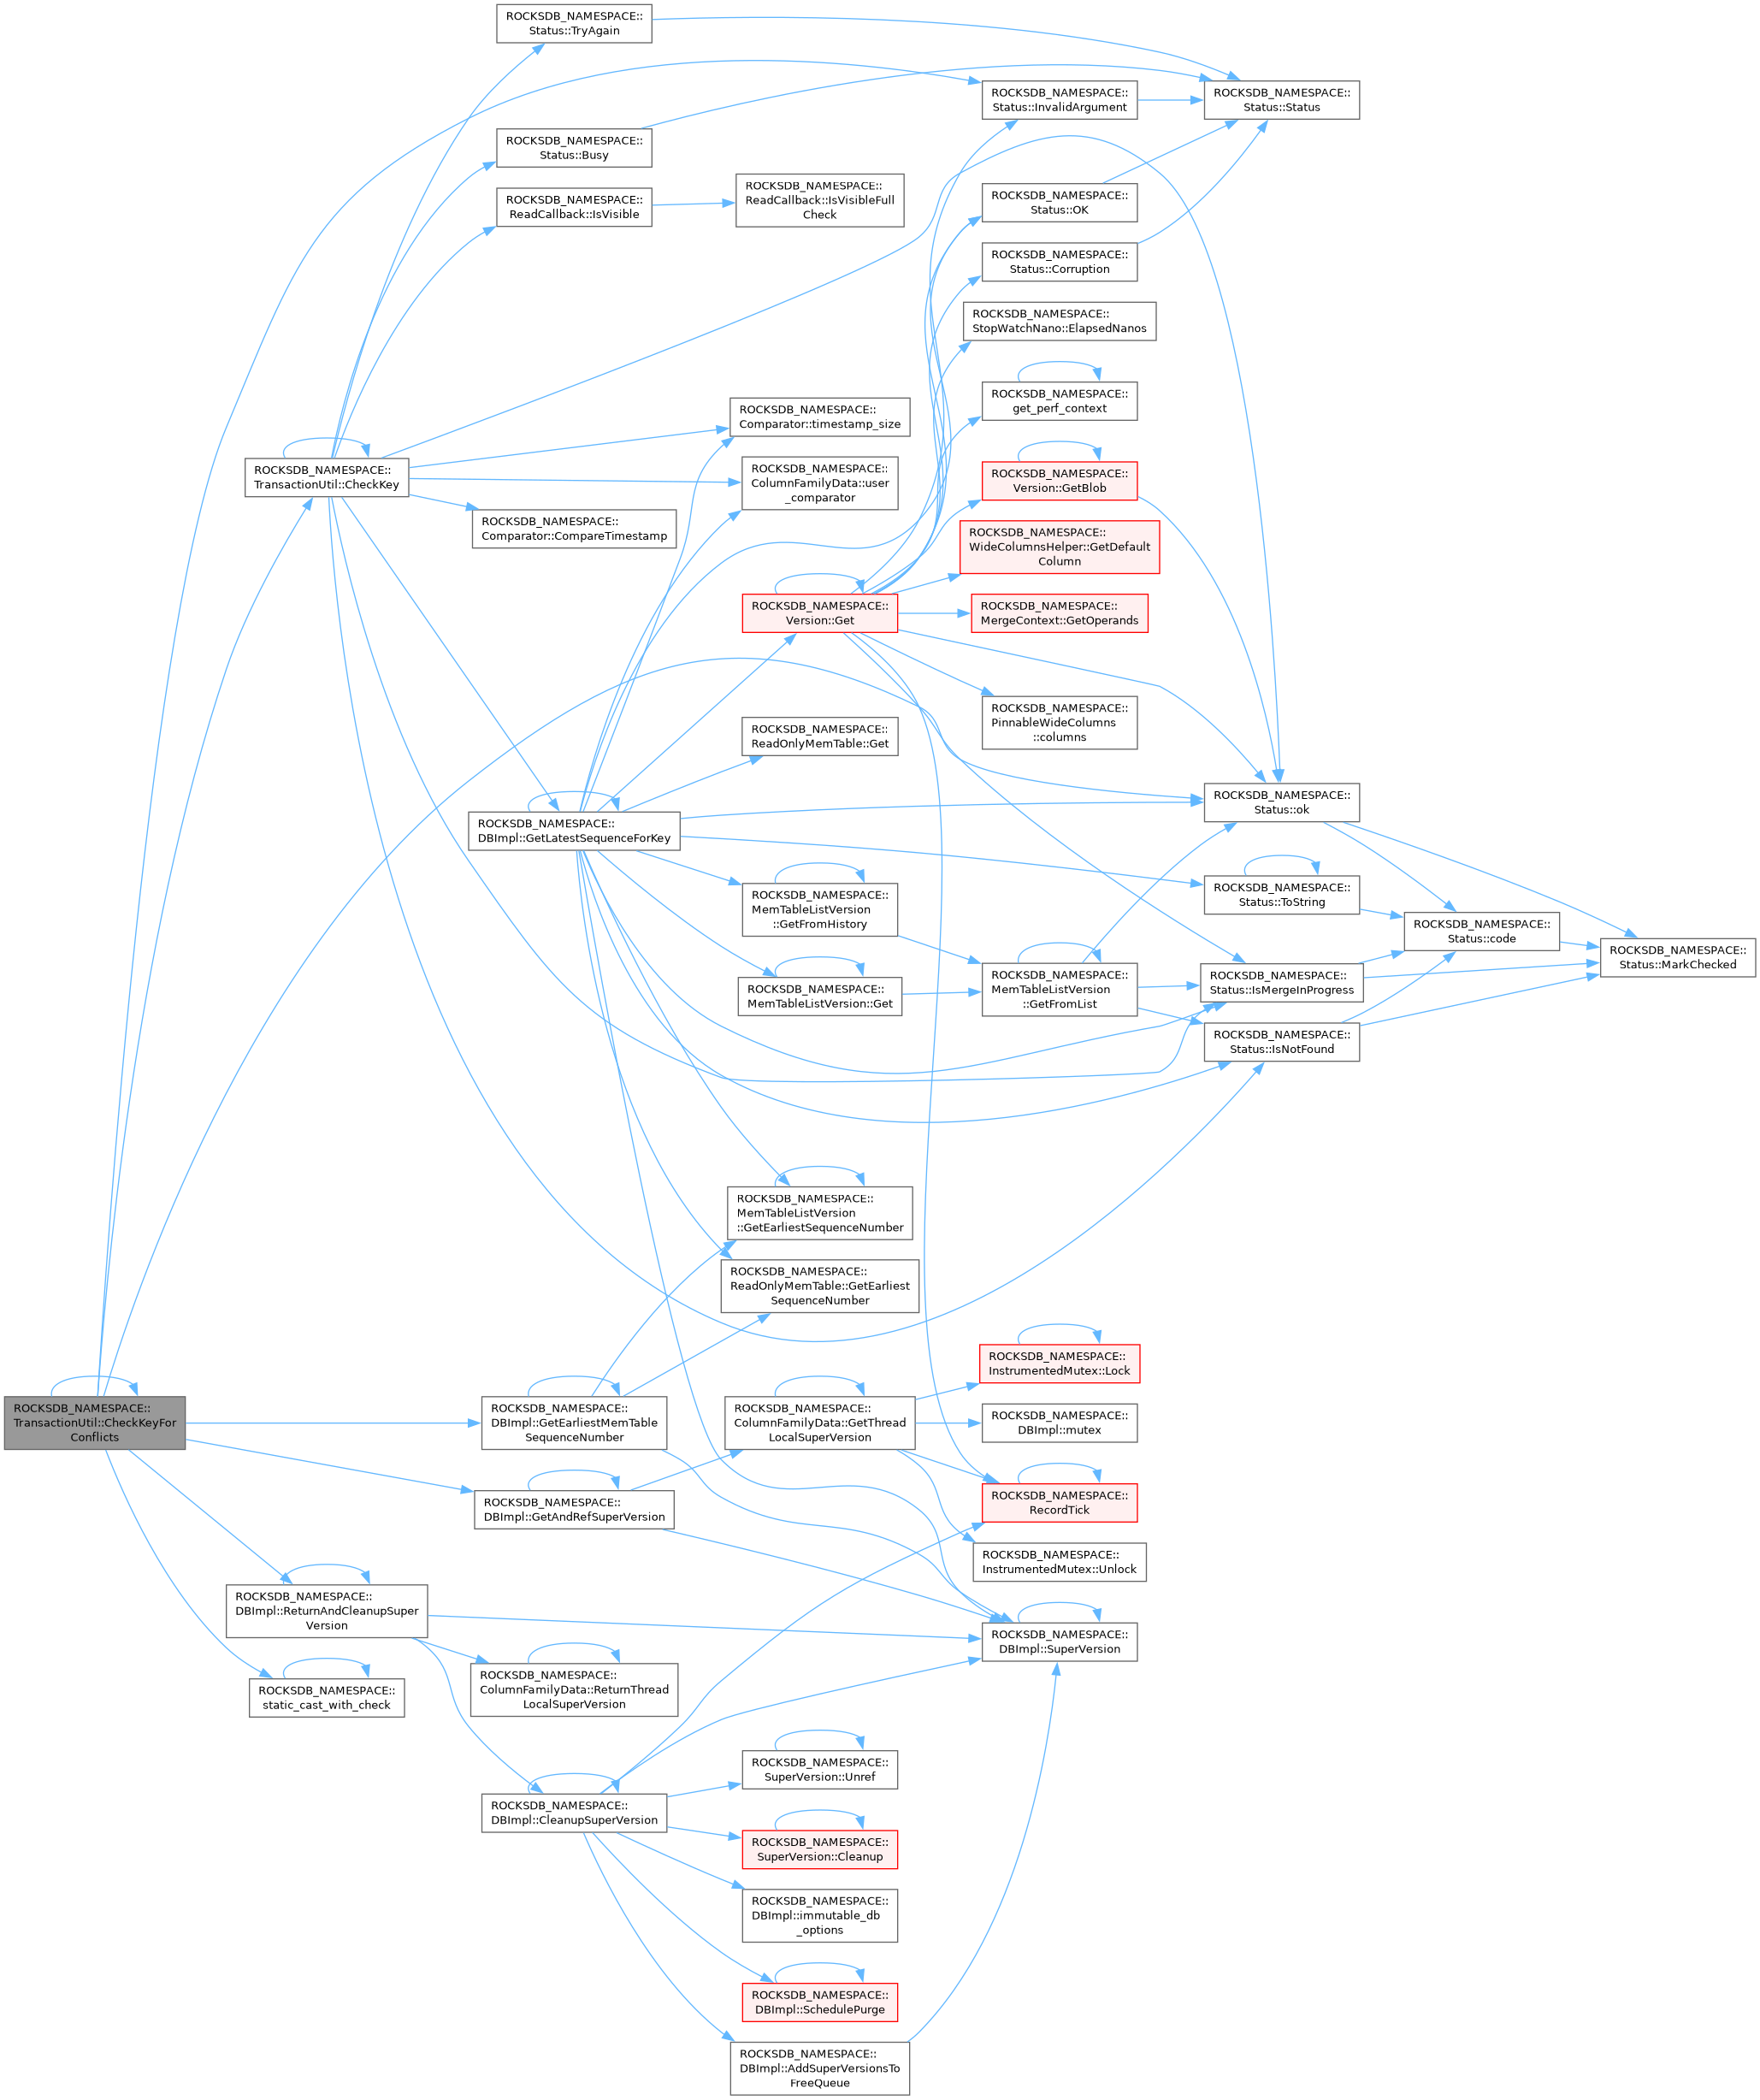 ROCKSDB_NAMESPACE::
Status::TryAgain
ROCKSDB_NAMESPACE::
Status::InvalidArgument
ROCKSDB_NAMESPACE::
Status::Status
ROCKSDB_NAMESPACE::
Status::Busy
ROCKSDB_NAMESPACE::
ReadCallback::IsVisible
ROCKSDB_NAMESPACE::
ReadCallback::IsVisibleFull
Check
ROCKSDB_NAMESPACE::
Status::OK
ROCKSDB_NAMESPACE::
Status::Corruption
ROCKSDB_NAMESPACE::
StopWatchNano::ElapsedNanos
ROCKSDB_NAMESPACE::
get_perf_context
ROCKSDB_NAMESPACE::
Comparator::timestamp_size
ROCKSDB_NAMESPACE::
TransactionUtil::CheckKey
ROCKSDB_NAMESPACE::
ColumnFamilyData::user
_comparator
ROCKSDB_NAMESPACE::
Version::GetBlob
ROCKSDB_NAMESPACE::
Comparator::CompareTimestamp
ROCKSDB_NAMESPACE::
WideColumnsHelper::GetDefault
Column
ROCKSDB_NAMESPACE::
Version::Get
ROCKSDB_NAMESPACE::
MergeContext::GetOperands
ROCKSDB_NAMESPACE::
PinnableWideColumns
::columns
ROCKSDB_NAMESPACE::
ReadOnlyMemTable::Get
ROCKSDB_NAMESPACE::
Status::ok
ROCKSDB_NAMESPACE::
DBImpl::GetLatestSequenceForKey
ROCKSDB_NAMESPACE::
MemTableListVersion
::GetFromHistory
ROCKSDB_NAMESPACE::
Status::ToString
ROCKSDB_NAMESPACE::
Status::code
ROCKSDB_NAMESPACE::
Status::MarkChecked
ROCKSDB_NAMESPACE::
MemTableListVersion::Get
ROCKSDB_NAMESPACE::
MemTableListVersion
::GetFromList
ROCKSDB_NAMESPACE::
Status::IsMergeInProgress
ROCKSDB_NAMESPACE::
Status::IsNotFound
ROCKSDB_NAMESPACE::
MemTableListVersion
::GetEarliestSequenceNumber
ROCKSDB_NAMESPACE::
ReadOnlyMemTable::GetEarliest
SequenceNumber
ROCKSDB_NAMESPACE::
InstrumentedMutex::Lock
ROCKSDB_NAMESPACE::
TransactionUtil::CheckKeyFor
Conflicts
ROCKSDB_NAMESPACE::
DBImpl::GetEarliestMemTable
SequenceNumber
ROCKSDB_NAMESPACE::
ColumnFamilyData::GetThread
LocalSuperVersion
ROCKSDB_NAMESPACE::
DBImpl::mutex
ROCKSDB_NAMESPACE::
DBImpl::GetAndRefSuperVersion
ROCKSDB_NAMESPACE::
RecordTick
ROCKSDB_NAMESPACE::
InstrumentedMutex::Unlock
ROCKSDB_NAMESPACE::
DBImpl::ReturnAndCleanupSuper
Version
ROCKSDB_NAMESPACE::
DBImpl::SuperVersion
ROCKSDB_NAMESPACE::
static_cast_with_check
ROCKSDB_NAMESPACE::
ColumnFamilyData::ReturnThread
LocalSuperVersion
ROCKSDB_NAMESPACE::
SuperVersion::Unref
ROCKSDB_NAMESPACE::
DBImpl::CleanupSuperVersion
ROCKSDB_NAMESPACE::
SuperVersion::Cleanup
ROCKSDB_NAMESPACE::
DBImpl::immutable_db
_options
ROCKSDB_NAMESPACE::
DBImpl::SchedulePurge
ROCKSDB_NAMESPACE::
DBImpl::AddSuperVersionsTo
FreeQueue